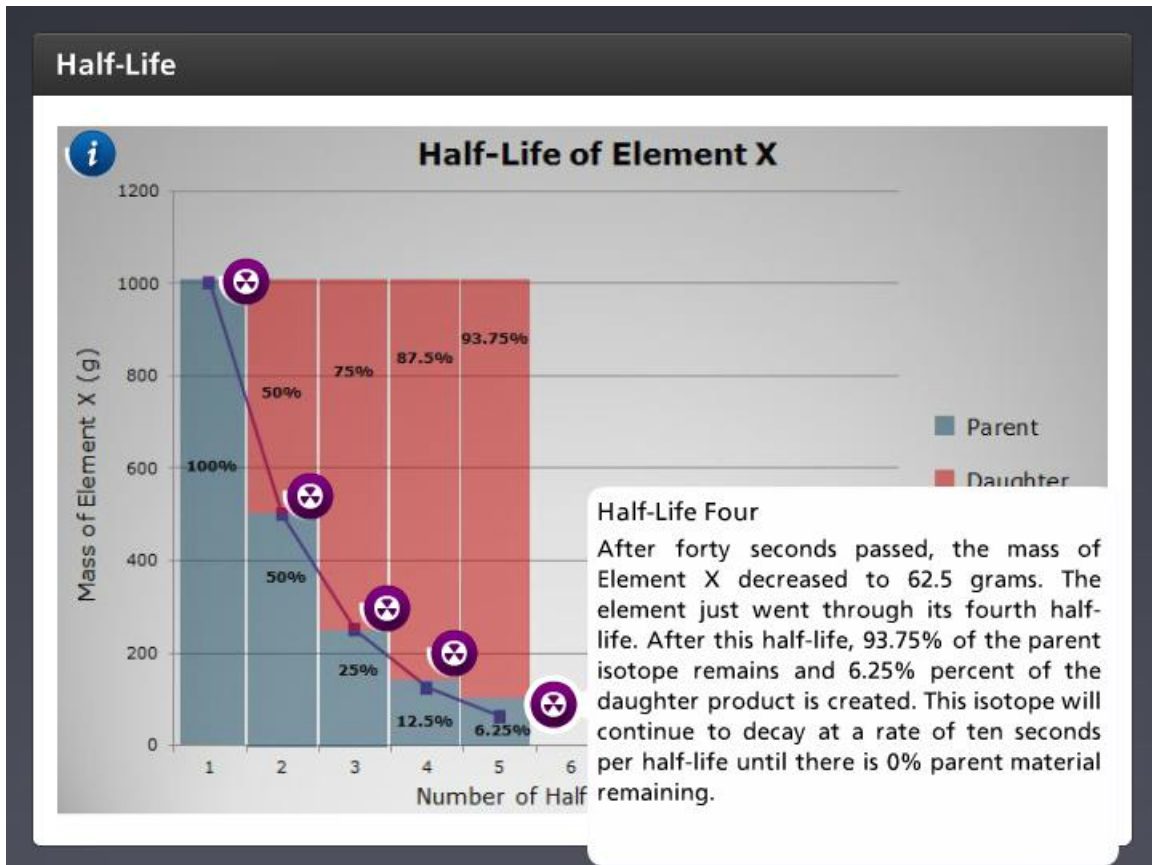 Half-Life
i
Half-Life of Element X
1200
1000
800
600
400
200
0
Mass of Element X (g)
100%
50%
50%
75%
25%
87.5%
12.5%
93.75%
6.25%
1 2 3 4 5 6
Number of Half
Parent
Daughter
Half-Life Four
After forty seconds passed, the mass of
Element X decreased to 62.5 grams. The
element just went through its fourth half-
life. After this half-life, 93.75% of the parent
isotope remains and 6.25% percent of the
daughter product is created. This isotope will
continue to decay at a rate of ten seconds
per half-life until there is 0% parent material
remaining.